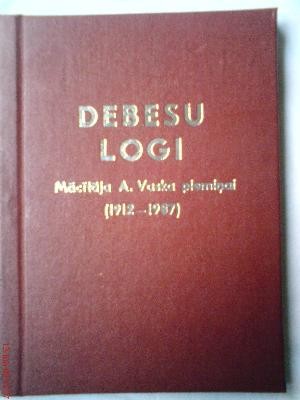 DEBESU
LOGI
Mācītāja A. Vaska piemiņai
(1912—1987)